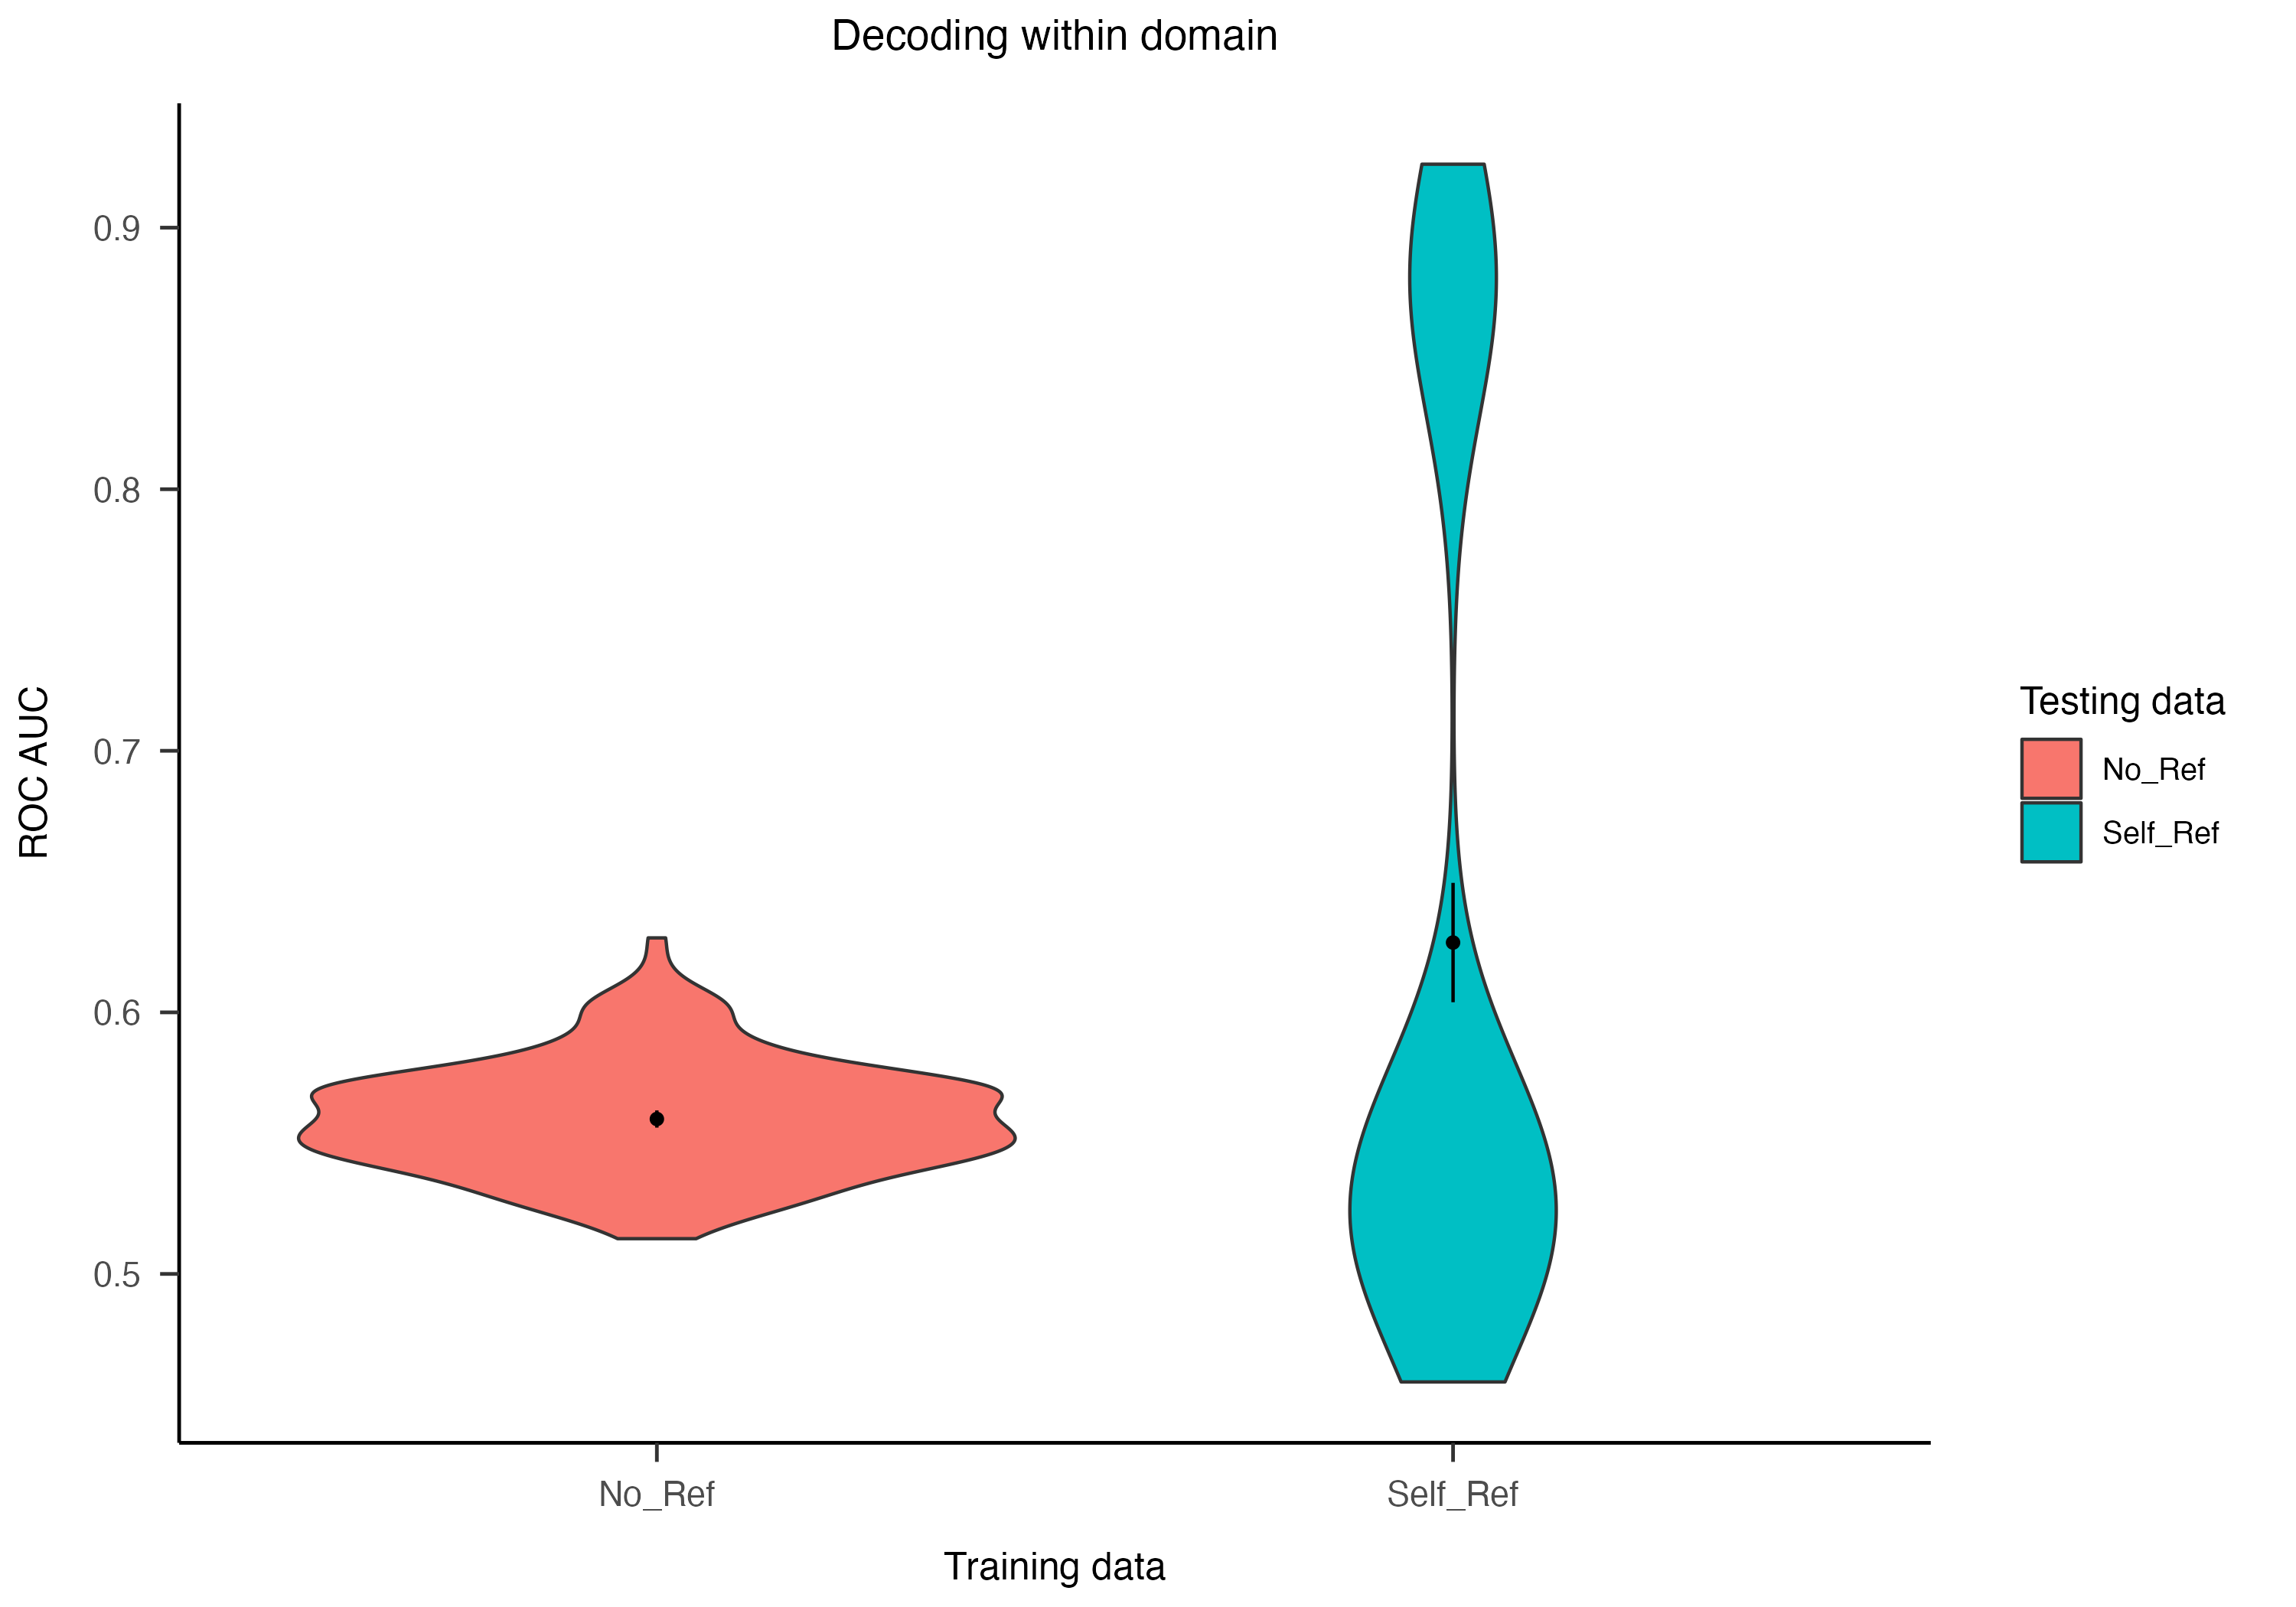 Decoding within domain
ROC AUC
0.9
0.8
0.7
0.6
0.5
No_Ref
Self_Ref
Training data
Testing data
No_Ref
Self_Ref